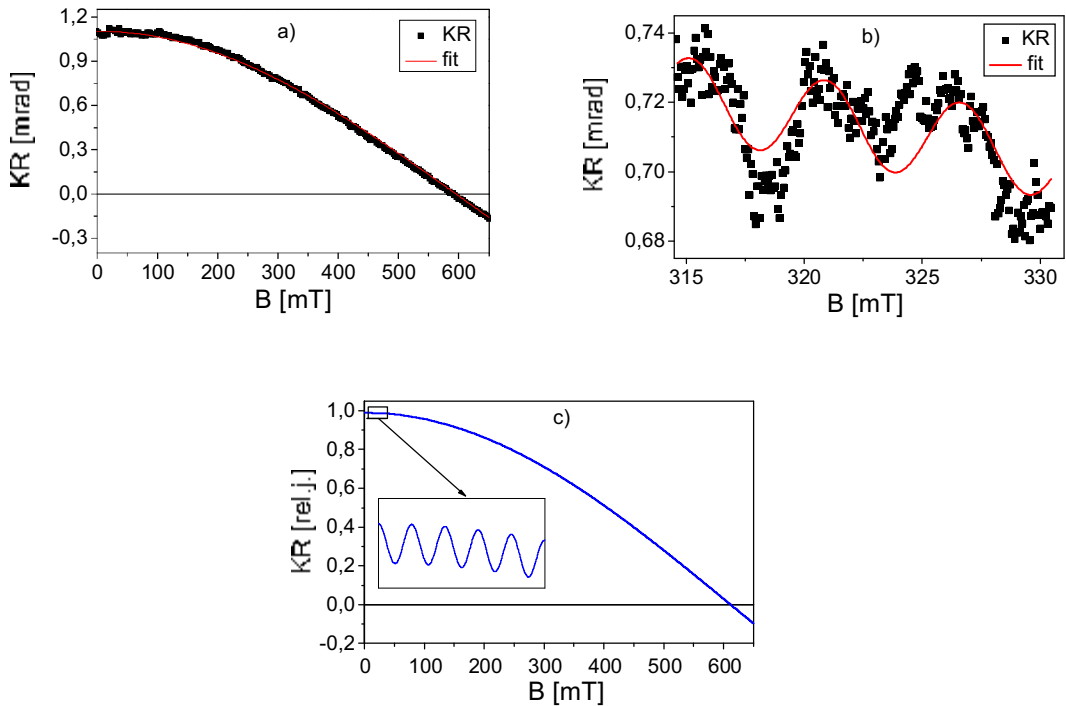 a)
KR
fit
1,2
0,9
0,6
0,3
0,0
-0,3
KR [mrad]
0 100 200 300 400 500 600
B [mT]
b)
KR
fit
0,74
0,72
0,70
0,68
KR [mrad]
315 320 325 330
B [mT]
c)
1,0
0,8
0,6
0,4
0,2
0,0
-0,2
KR [rel.j.]
0 100 200 300 400 500 600
B [mT]